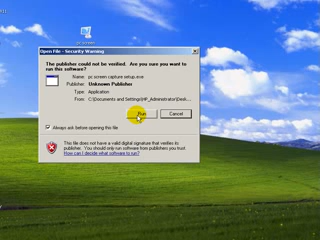 pc screen
Open File - Security Warning
The publisher could not be verified. Are you sure you want to
run this software?
Name: pc screen capture setup.exe
Publisher: Unknown Publisher
Type: Application
From: C:\Documents and Settings\HP_Administrator\Desk...
Run
Cancel
Always ask before opening this file
This file does not have a valid digital signature that verifies its
publisher. You should only run software from publishers you trust.
How can I decide what software to run?